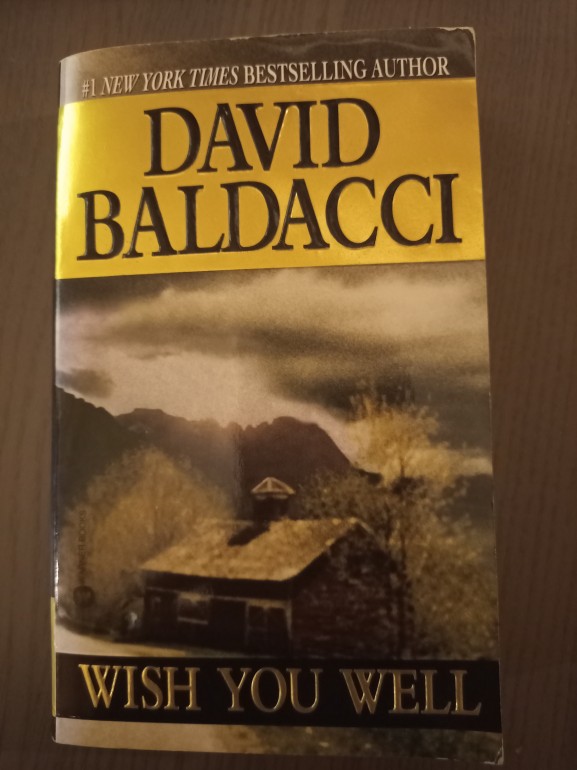 #1 NEW YORK TIMES BESTSELLING AUTHOR
DAVID
BALDACCI
WISH YOU WELL